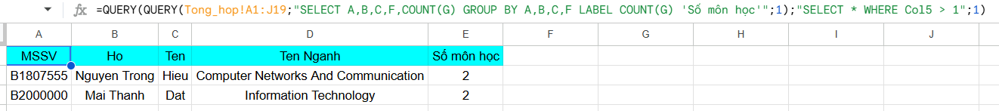 =QUERY(QUERY(Tong_hop!A1:J19;"SELECT A,B,C,F,COUNT(G) GROUP BY A,B,C,F LABEL COUNT(G) 'Số môn học'";1);"SELECT * WHERE Col5 > 1";1)
A B C D E F G H I J
MSSV Ho Ten Ten Nganh Số môn học
B1807555 Nguyen Trong Hieu Computer Networks And Communication 2
B2000000 Mai Thanh Dat Information Technology 2